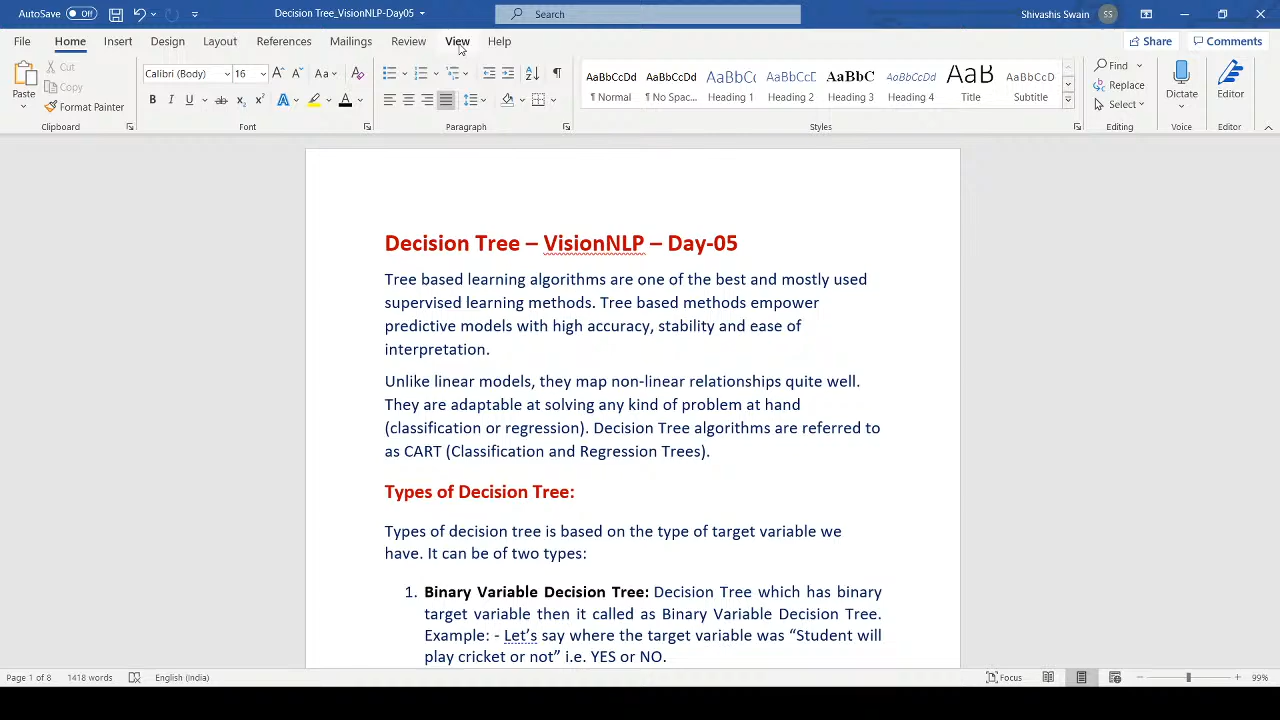 AutoSave Off Decision Tree_VisionNLP-Day05 Search Shivashis Swain SS
File Home Insert Design Layout References Mailings Review View Help Share Comments
Paste Cut Copy Format Painter Clipboard
Calibri (Body) 16 Aa B I U ab x₂ x² A A Font
Paragraph
AaBbCcDd AaBbCcDd AaBbCc AaBbCcE AaBbC AaBbCcDd AaB AaBbCcDd
¶ Normal ¶ No Spac... Heading 1 Heading 2 Heading 3 Heading 4 Title Subtitle
Styles
Find Replace Select Editing
Dictate Voice
Editor Editor
Decision Tree – VisionNLP – Day-05
Tree based learning algorithms are one of the best and mostly used
supervised learning methods. Tree based methods empower
predictive models with high accuracy, stability and ease of
interpretation.
Unlike linear models, they map non-linear relationships quite well.
They are adaptable at solving any kind of problem at hand
(classification or regression). Decision Tree algorithms are referred to
as CART (Classification and Regression Trees).
Types of Decision Tree:
Types of decision tree is based on the type of target variable we
have. It can be of two types:
1. Binary Variable Decision Tree: Decision Tree which has binary
target variable then it called as Binary Variable Decision Tree.
Example: - Let’s say where the target variable was “Student will
play cricket or not” i.e. YES or NO.
Page 1 of 8 1418 words English (India) Focus 99%